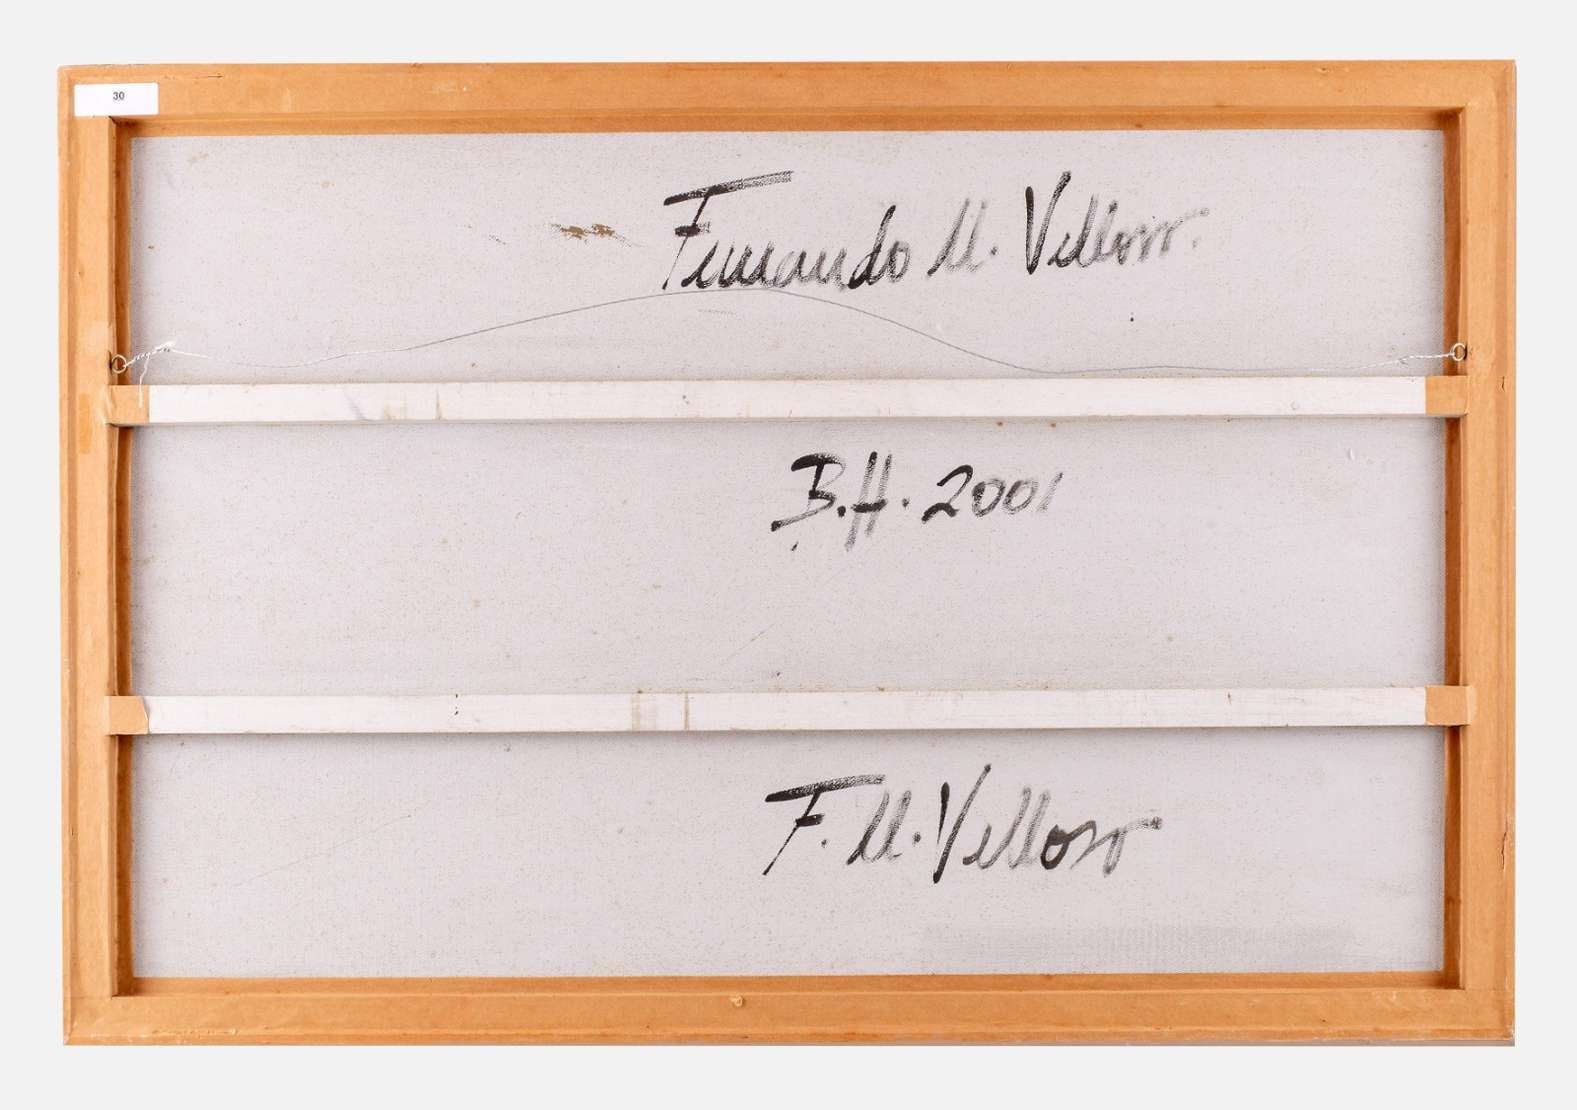 30
Fernando M. Velloso.
B.H. 2001
F. M. Velloso